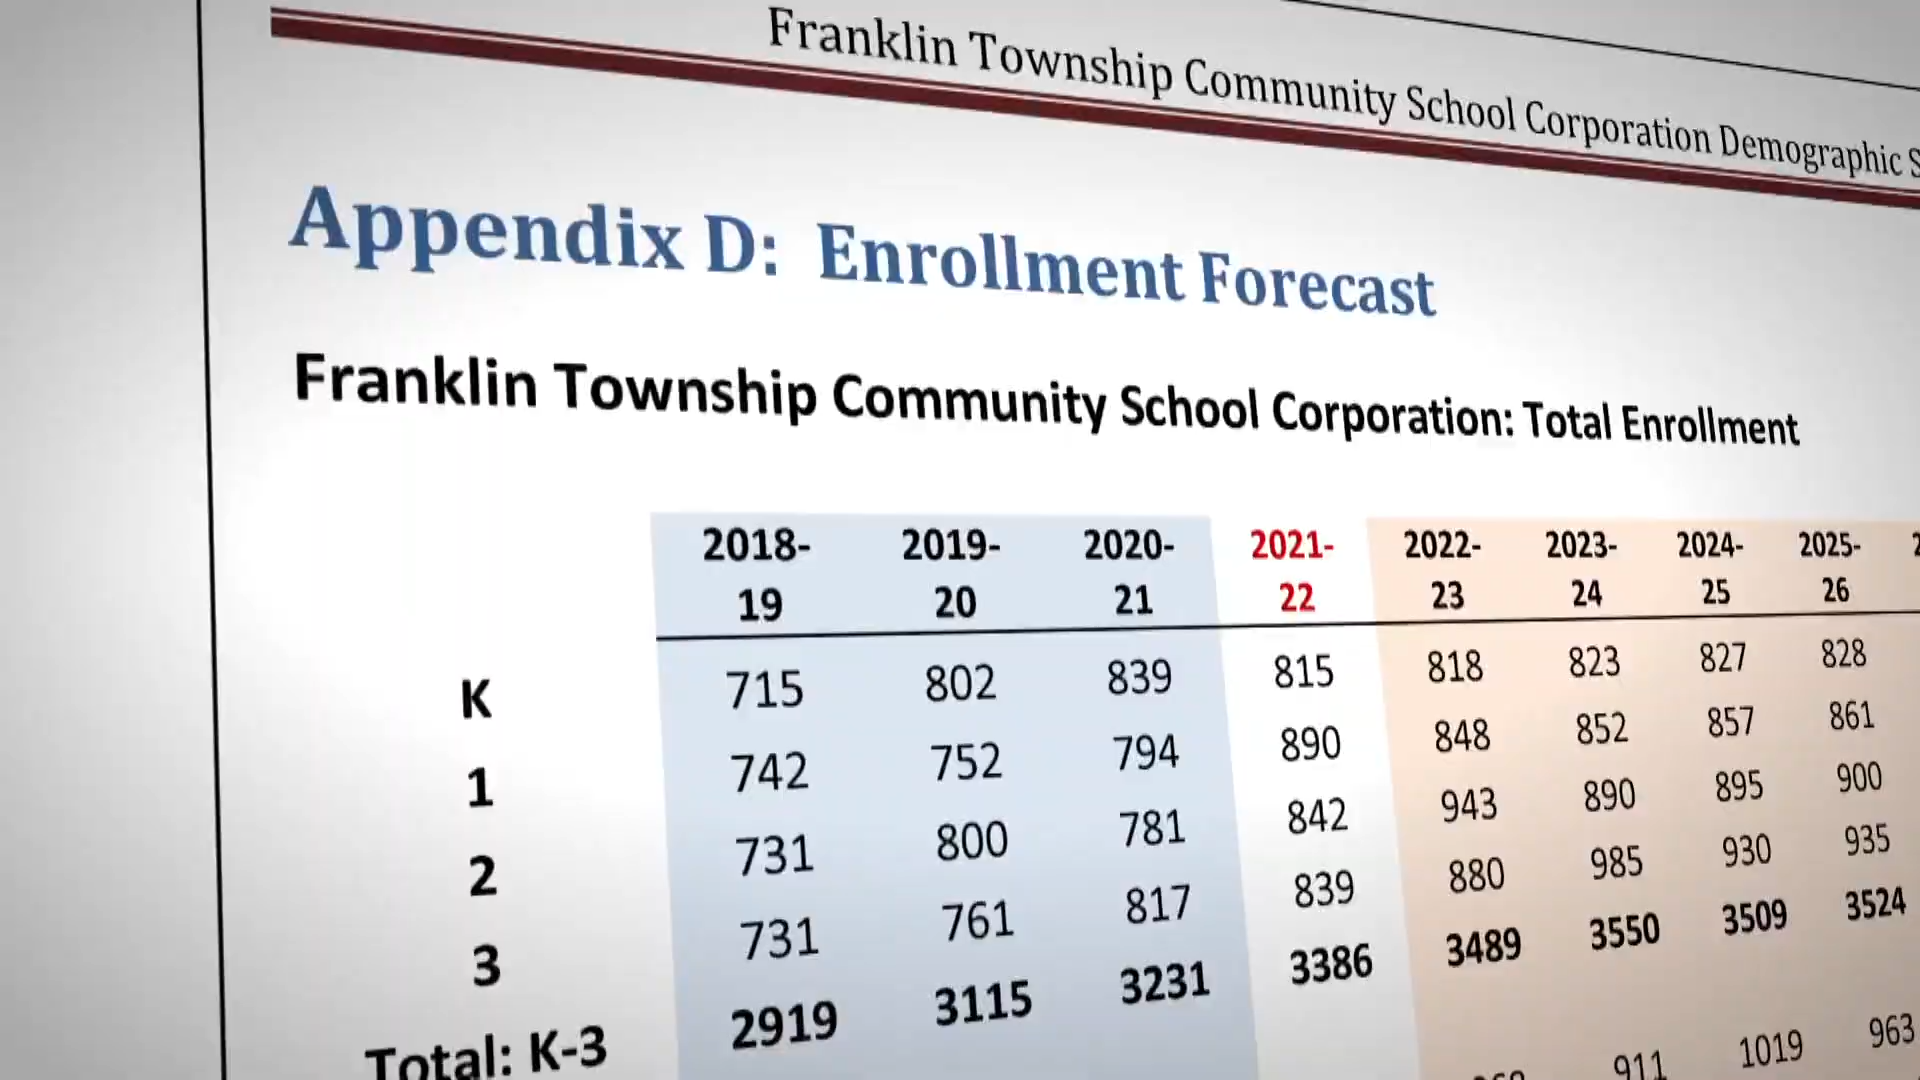 Franklin Township Community School Corporation Demographic
Appendix D: Enrollment Forecast
Franklin Township Community School Corporation: Total Enrollment
2018- 2019- 2020- 2021- 2022- 2023- 2024- 2025-
19 20 21 22 23 24 25 26
K 715 802 839 815 818 823 827 828
1 742 752 794 890 848 852 857 861
2 731 800 781 842 943 890 895 900
3 731 761 817 839 880 985 930 935
Total: K-3 2919 3115 3231 3386 3489 3550 3509 3524
911 1019 963